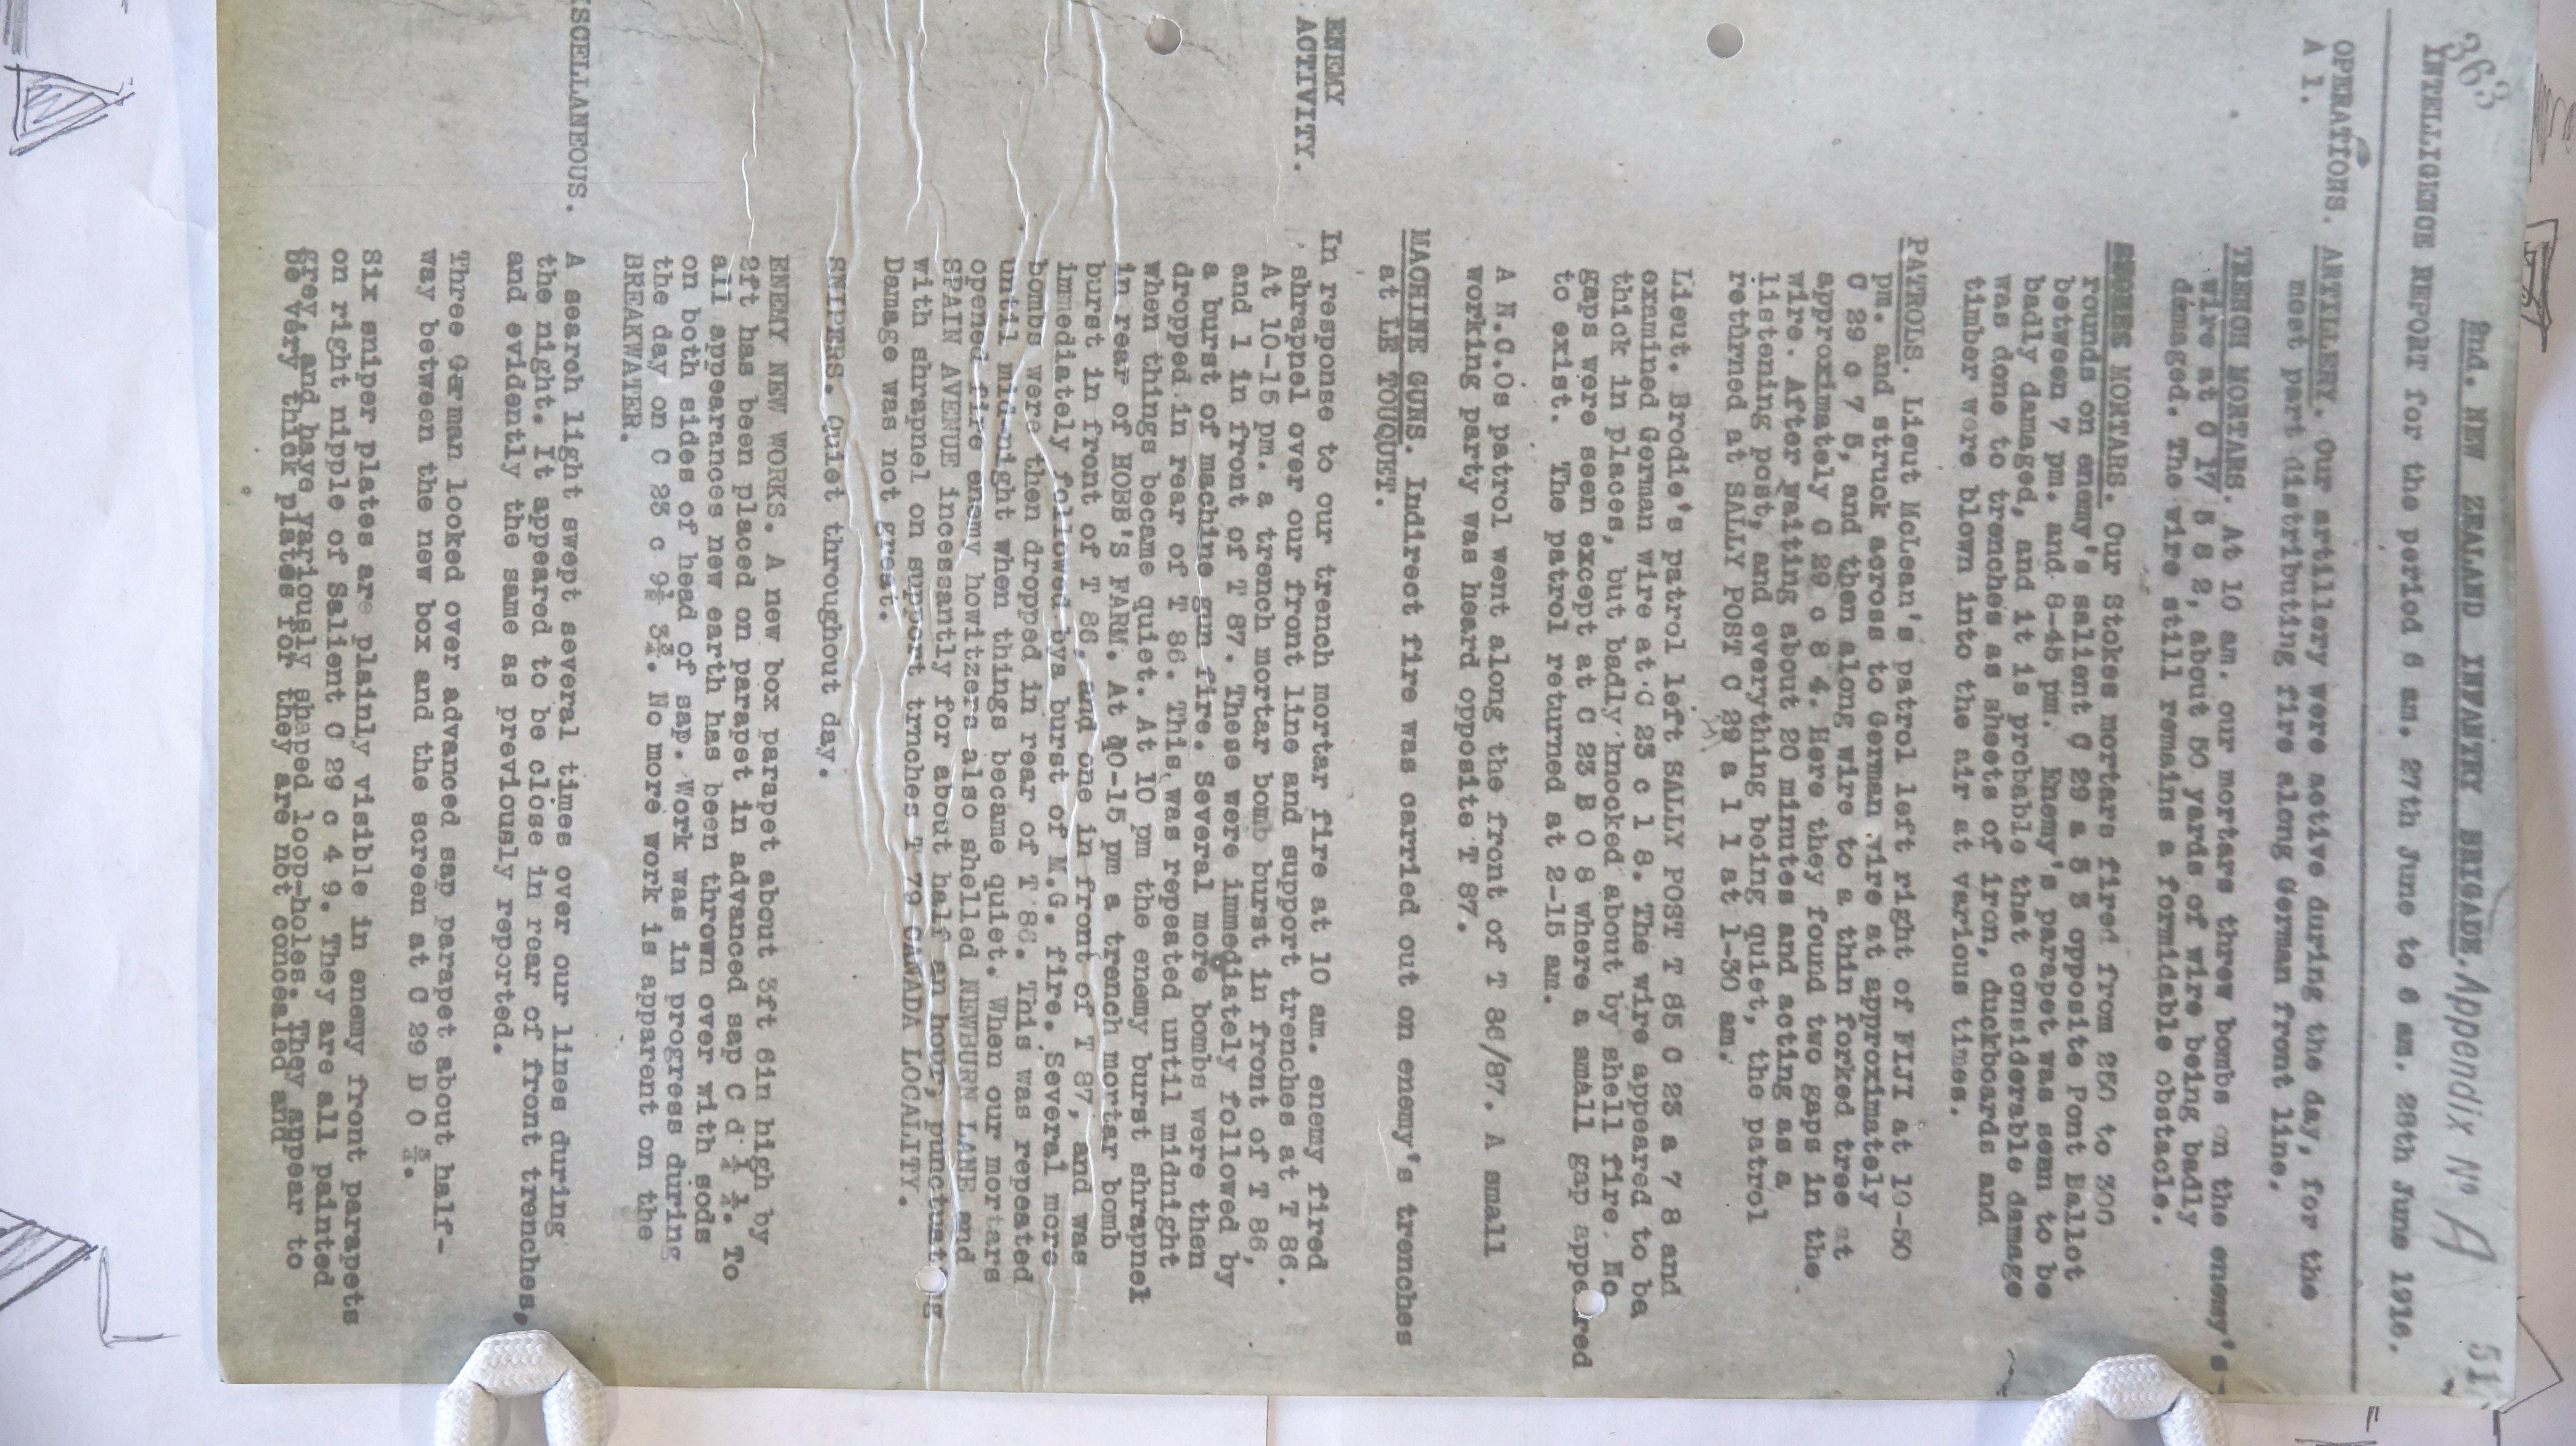 363
2nd. NEW ZEALAND INFANTRY BRIGADE. Appendix No A 51
INTELLIGENCE REPORT for the period 6 am. 27th June to 6 am. 28th June 1916.
OPERATIONS. ARTILLERY. Our artillery were active during the day, for the
A 1. most part distributing fire along German front line.
TRENCH MORTARS. At 10 am. our mortars threw bombs on the enemy's
wire at C 17 5 8 2, about 50 yards of wire being badly
damaged. The wire still remains a formidable obstacle.
STOKES MORTARS. Our Stokes mortars fired from 250 to 300
rounds on enemy's salient C 29 a 5 3 opposite Pont Ballot
between 7 pm. and 8-45 pm. Enemy's parapet was seen to be
badly damaged, and it is probable that considerable damage
was done to trenches as sheets of iron, duckboards and
timber were blown into the air at various times.
PATROLS. Lieut McLean's patrol left right of FIJI at 10-50
pm. and struck across to German wire at approximately
C 29 c 7 5, and then along wire to a thin forked tree at
approximately C 29 c 8 4. Here they found two gaps in the
wire. After waiting about 20 minutes and acting as a
listening post, and everything being quiet, the patrol
returned at SALLY POST C 29 a 1 1 at 1-30 am.
Lieut. Brodie's patrol left SALLY POST T 85 C 23 a 7 8 and
examined German wire at C 23 c 1 8. The wire appeared to be
thick in places, but badly knocked about by shell fire. No
gaps were seen except at C 23 B 0 8 where a small gap appeared
to exist. The patrol returned at 2-15 am.
A N.C.Os patrol went along the front of T 86/87. A small
working party was heard opposite T 87.
MACHINE GUNS. Indirect fire was carried out on enemy's trenches
at LE TOUQUET.
ENEMY In response to our trench mortar fire at 10 am. enemy fired
ACTIVITY. shrapnel over our front line and support trenches at T 86.
At 10-15 pm. a trench mortar bomb burst in front of T 86,
and 1 in front of T 87. These were immediately followed by
a burst of machine gun fire. Several more bombs were then
dropped in rear of T 86. This was repeated until midnight
when things became quiet. At 10 pm the enemy burst shrapnel
in rear of HOBB'S FARM. At 10-15 pm a trench mortar bomb
burst in front of T 86, and one in front of T 87, and was
immediately followed bya burst of M.G. fire. Several more
bombs were then dropped in rear of T 86. This was repeated
until mid-night when things became quiet. When our mortars
opened fire enemy howitzers also shelled NEWBURN LANE and
SPAIN AVENUE incessantly for about half an hour, punctuating
with shrapnel on support trnches T 79 CANADA LOCALITY.
Damage was not great.
SNIPERS. Quiet throughout day.
ENEMY NEW WORKS. A new box parapet about 3ft 6in high by
2ft has been placed on parapet in advanced sap C d ½ ½. To
all appearances new earth has been thrown over with sods
on both sides of head of sap. Work was in progress during
the day on C 23 c 9½ 3¾. No more work is apparent on the
BREAKWATER.
ISCELLANEOUS. A search light swept several times over our lines during
the night. It appeared to be close in rear of front trenches,
and evidently the same as previously reported.
Three German looked over advanced sap parapet about half-
way between the new box and the screen at C 29 D 0 ¾.
Six sniper plates are plainly visible in enemy front parapets
on right nipple of Salient C 29 c 4 9. They are all painted
grey, and have variously shaped loop-holes. They appear to
be very thick plates for they are not concealed and